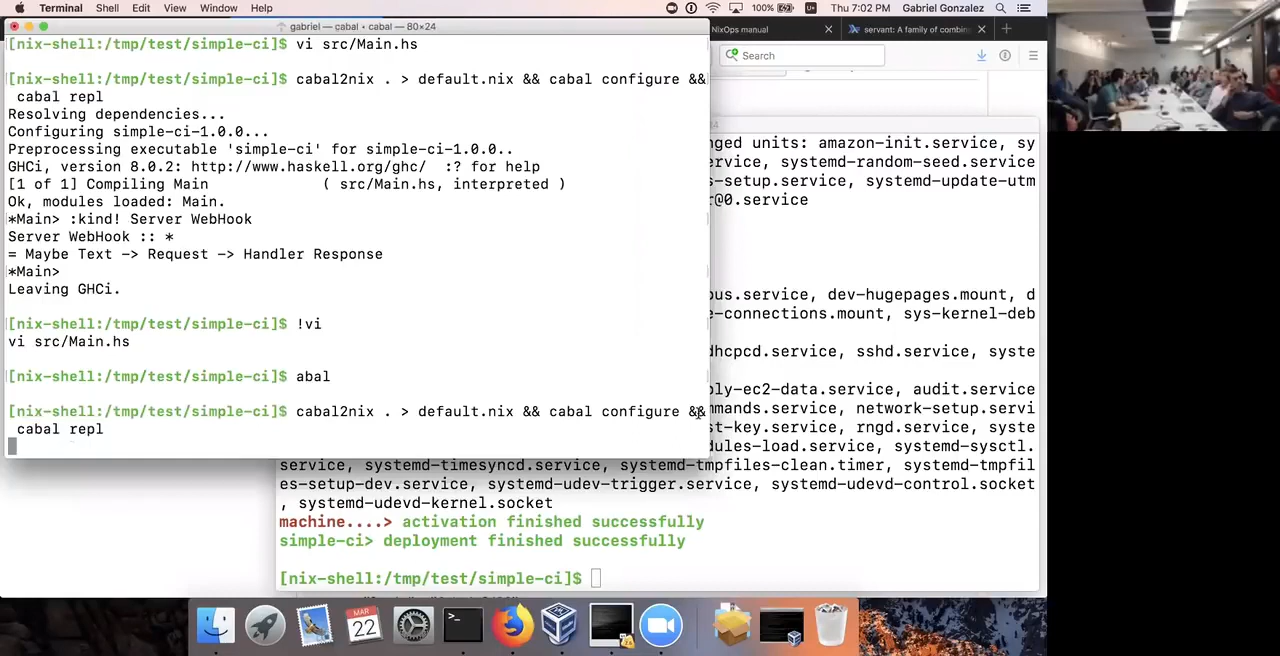 Terminal Shell Edit View Window Help 100% Thu 7:02 PM Gabriel Gonzalez
gabriel — cabal • cabal — 80×24
NixOps manual
servant: A family of combin
Search
[nix-shell:/tmp/test/simple-ci]$ vi src/Main.hs
[nix-shell:/tmp/test/simple-ci]$ cabal2nix . > default.nix && cabal configure &&
cabal repl
Resolving dependencies...
Configuring simple-ci-1.0.0...
Preprocessing executable 'simple-ci' for simple-ci-1.0.0..
GHCi, version 8.0.2: http://www.haskell.org/ghc/  :? for help
[1 of 1] Compiling Main             ( src/Main.hs, interpreted )
Ok, modules loaded: Main.
*Main> :kind! Server WebHook
Server WebHook :: *
= Maybe Text -> Request -> Handler Response
*Main>
Leaving GHCi.
[nix-shell:/tmp/test/simple-ci]$ !vi
vi src/Main.hs
[nix-shell:/tmp/test/simple-ci]$ abal
[nix-shell:/tmp/test/simple-ci]$ cabal2nix . > default.nix && cabal configure &&
cabal repl
nged units: amazon-init.service, sy
ervice, systemd-random-seed.service
s-setup.service, systemd-update-utm
r@0.service
ous.service, dev-hugepages.mount, d
e-connections.mount, sys-kernel-deb
dhcpcd.service, sshd.service, syste
ply-ec2-data.service, audit.service
mmands.service, network-setup.servi
st-key.service, rngd.service, syste
dules-load.service, systemd-sysctl.
service, systemd-timesyncd.service, systemd-tmpfiles-clean.timer, systemd-tmpfil
es-setup-dev.service, systemd-udev-trigger.service, systemd-udevd-control.socket
, systemd-udevd-kernel.socket
machine....> activation finished successfully
simple-ci> deployment finished successfully
[nix-shell:/tmp/test/simple-ci]$
MAR
22